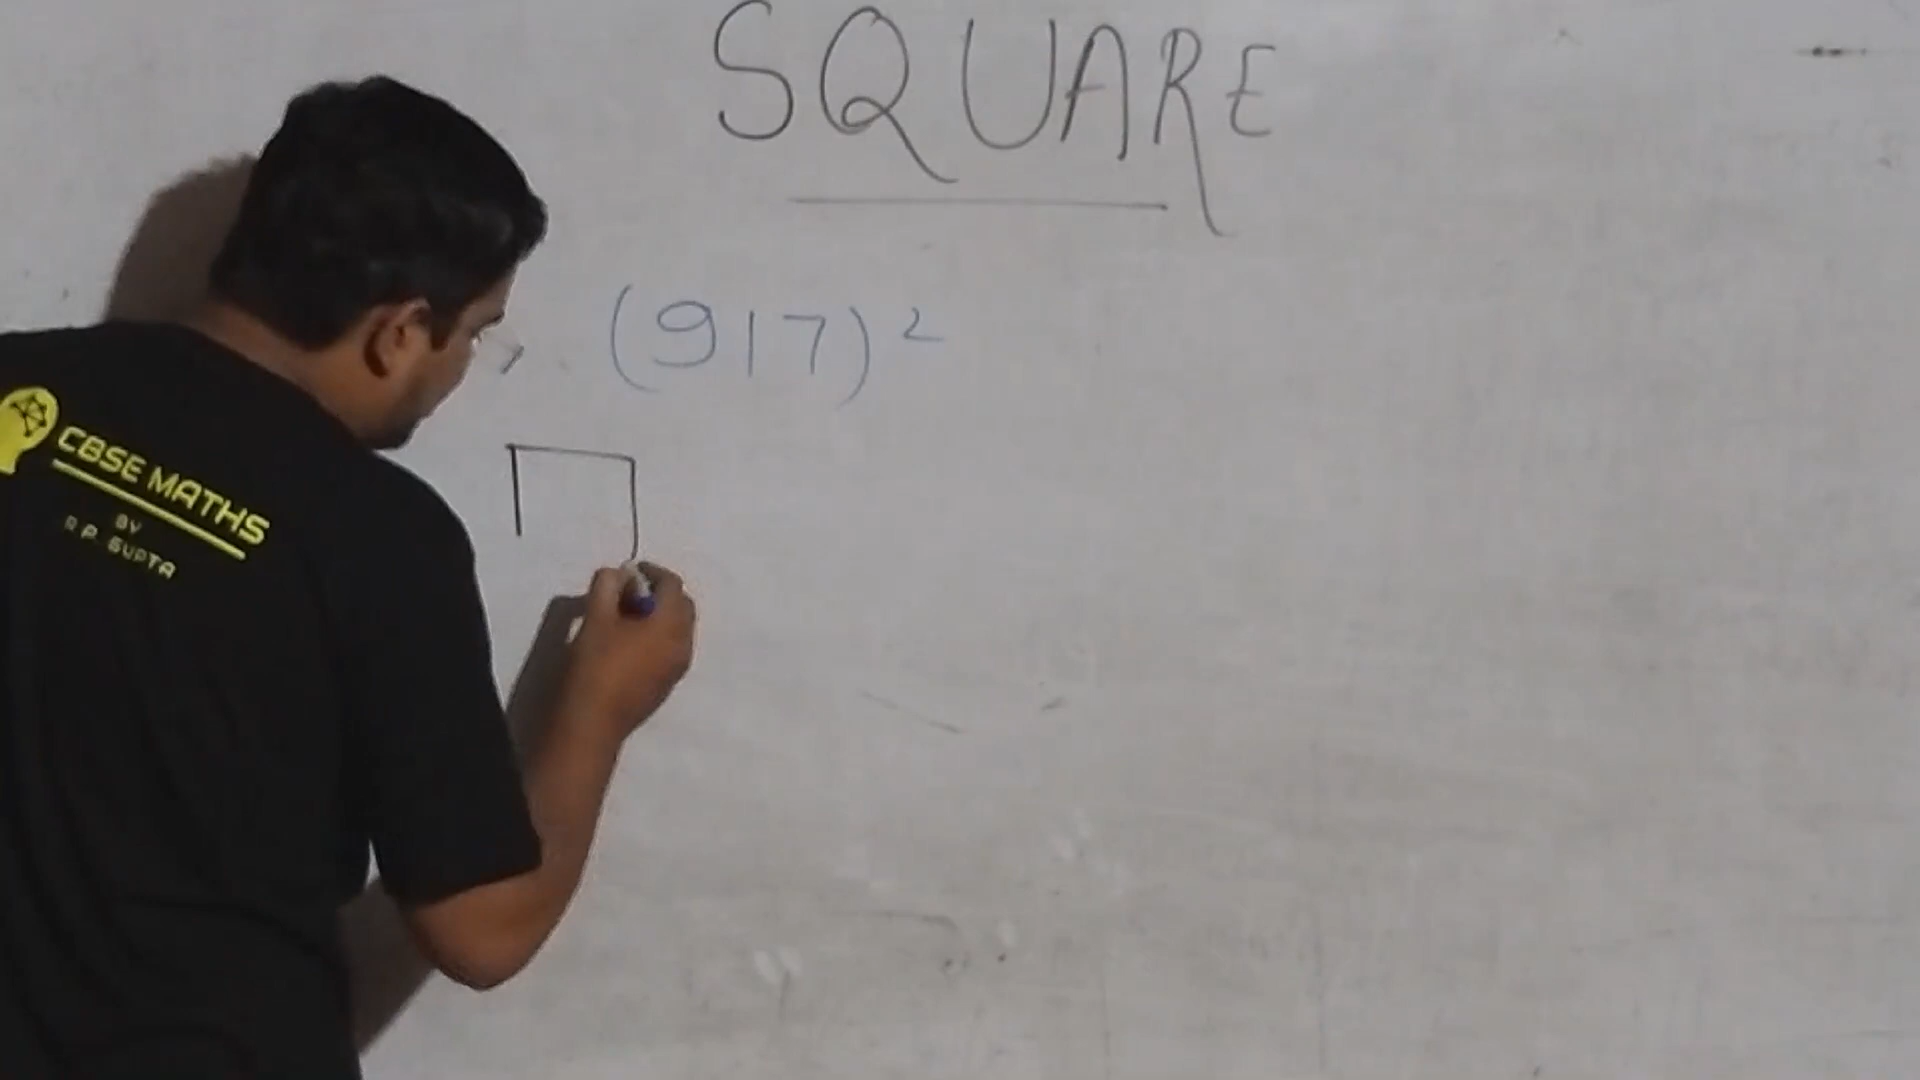 SQUARE
(917)²
CBSE MATHS
BY
R.P. GUPTA